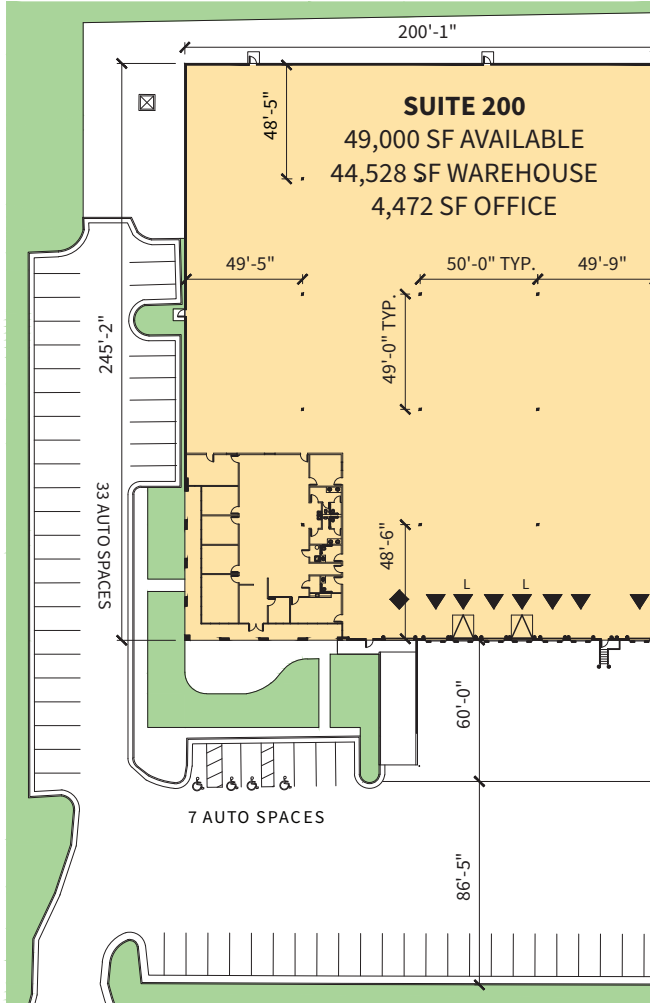 200'-1"
48'-5"
SUITE 200
49,000 SF AVAILABLE
44,528 SF WAREHOUSE
4,472 SF OFFICE
49'-5"
50'-0" TYP.
49'-9"
245'-2"
49'-0" TYP.
33 AUTO SPACES
48'-6"
L
L
60'-0"
7 AUTO SPACES
86'-5"